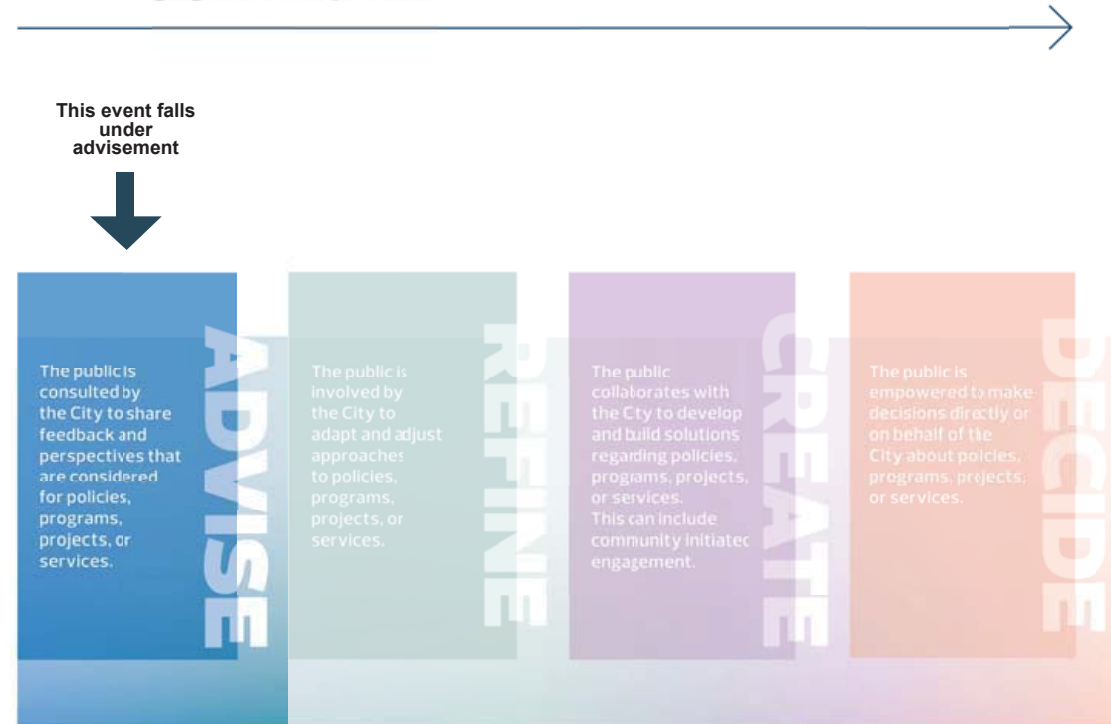 This event falls
under
advisement
The public is
consulted by
the City to share
feedback and
perspectives that
are considered
for policies,
programs,
projects, or
services.
ADVISE
The public is
involved by
the City to
adapt and adjust
approaches
to policies,
programs,
projects, or
services.
REFINE
The public
collaborates with
the City to develop
and build solutions
regarding policies,
programs, projects,
or services.
This can include
community initiated
engagement.
CREATE
The public is
empowered to make
decisions directly or
on behalf of the
City about policies,
programs, projects,
or services.
DECIDE